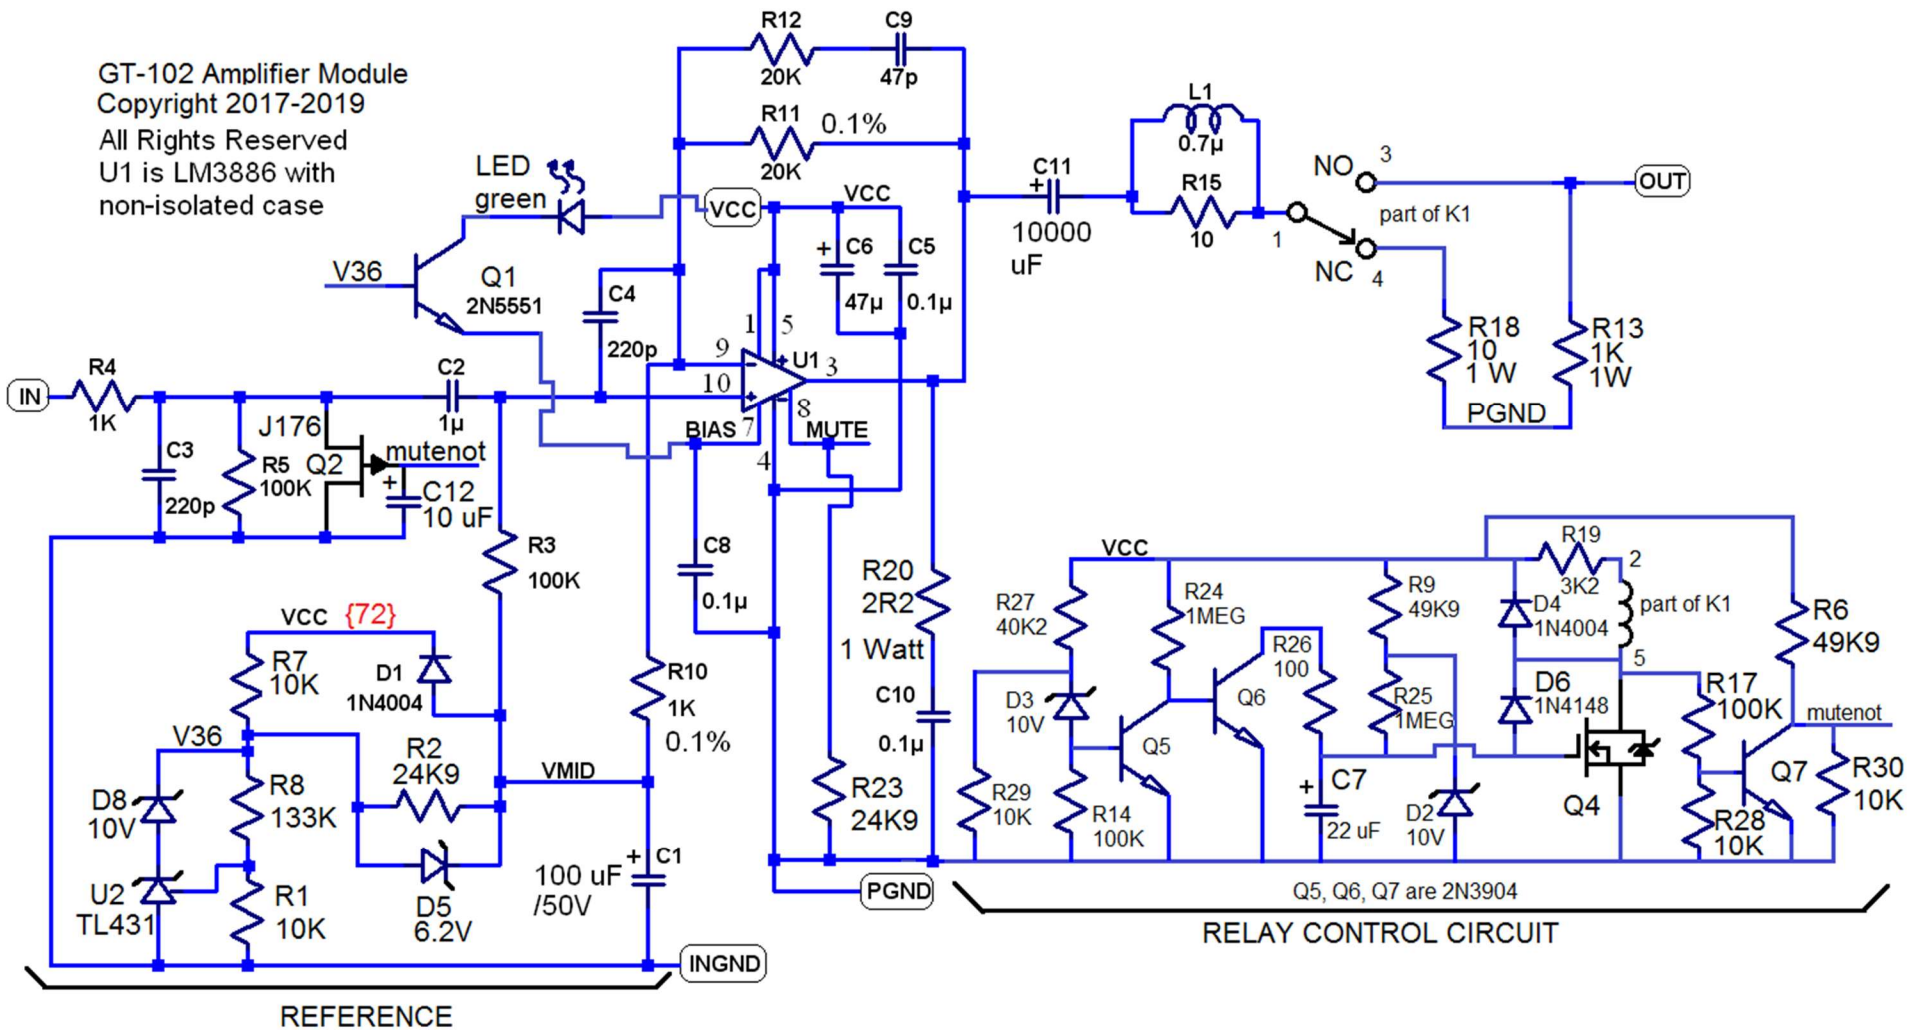 GT-102 Amplifier Module
Copyright 2017-2019
All Rights Reserved
U1 is LM3886 with
non-isolated case
R12
20K
C9
47p
R11
0.1%
20K
LED
green
VCC
VCC
C6
+
47µ
C5
0.1µ
V36
Q1
2N5551
C4
220p
1
5
9
10
U1
3
+
-
+
-
8
7
4
BIAS
MUTE
C11
+
10000
uF
L1
0.7µ
R15
10
NO
3
part of K1
1
NC
4
OUT
R18
10
1 W
R13
1K
1W
PGND
IN
R4
1K
C3
220p
R5
100K
J176
Q2
mutenot
+
C12
10 uF
C2
1µ
R3
100K
C8
0.1µ
R20
2R2
1 Watt
C10
0.1µ
VCC
{72}
R7
10K
D1
1N4004
V36
R2
24K9
VMID
R10
1K
0.1%
D8
10V
R8
133K
U2
TL431
R1
10K
D5
6.2V
100 uF
/50V
+
C1
R23
24K9
INGND
PGND
REFERENCE
VCC
R27
40K2
R24
1MEG
R9
49K9
R19
3K2
2
D4
1N4004
part of K1
R6
49K9
D3
10V
Q5
Q6
R26
100
R25
1MEG
D6
1N4148
5
R17
100K
mutenot
R29
10K
R14
100K
+
C7
22 uF
D2
10V
Q4
Q7
R28
10K
R30
10K
Q5, Q6, Q7 are 2N3904
RELAY CONTROL CIRCUIT